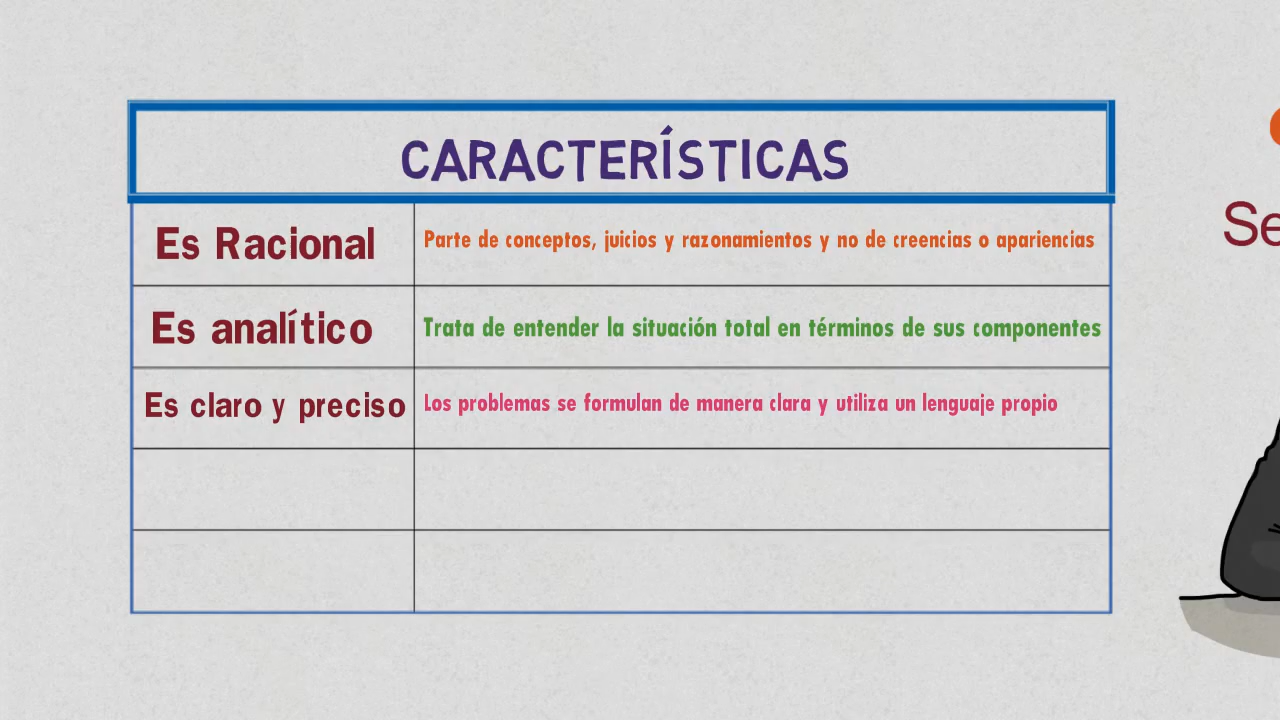 CARACTERÍSTICAS
Es Racional
Parte de conceptos, juicios y razonamientos y no de creencias o apariencias
Es analítico
Trata de entender la situación total en términos de sus componentes
Es claro y preciso
Los problemas se formulan de manera clara y utiliza un lenguaje propio